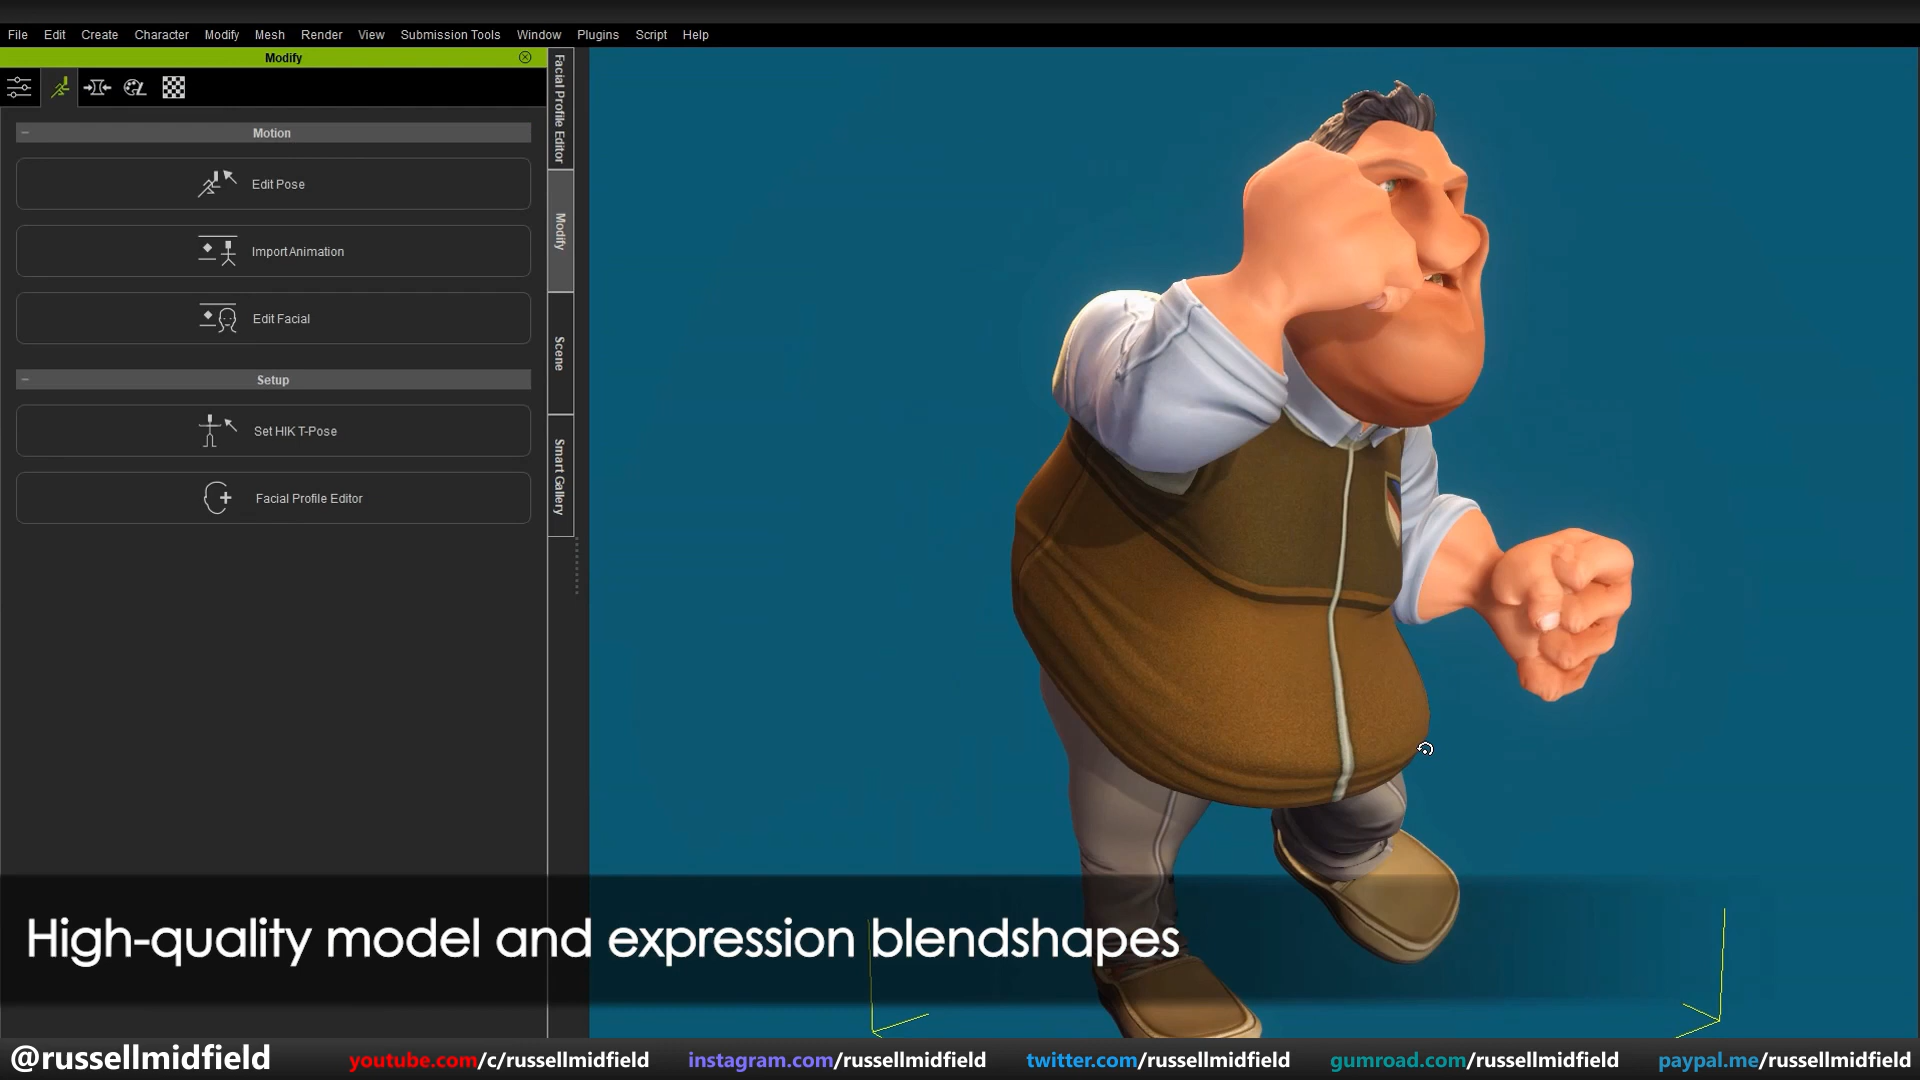 File Edit Create Character Modify Mesh Render View Submission Tools Window Plugins Script Help
Modify
Motion
Edit Pose
Import Animation
Edit Facial
Setup
Set HIK T-Pose
Facial Profile Editor
Facial Profile Editor
Modify
Scene
Smart Gallery
High-quality model and expression blendshapes
@russellmidfield youtube.com/c/russellmidfield instagram.com/russellmidfield twitter.com/russellmidfield gumroad.com/russellmidfield paypal.me/russellmidfield